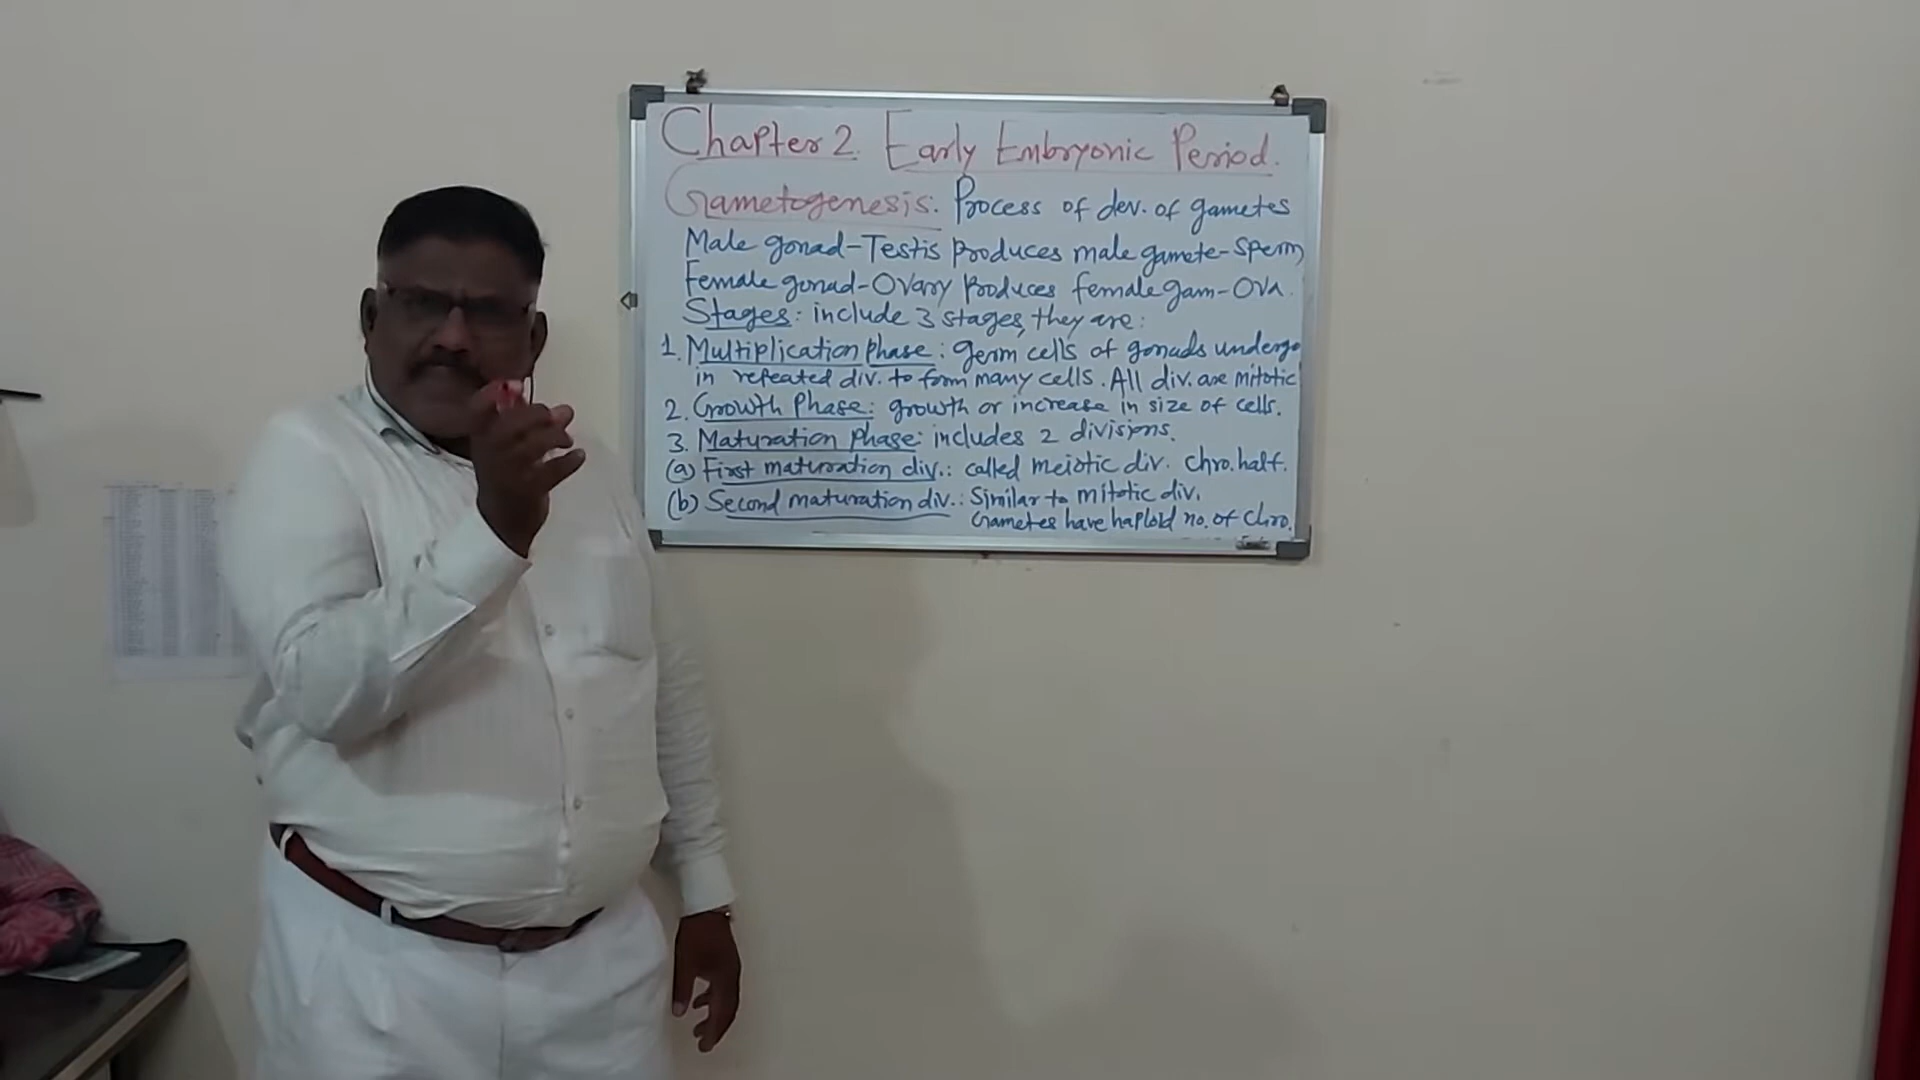 Chapter 2. Early Embryonic Period.
Gametogenesis: Process of dev. of gametes
Male gonad-Testis produces male gamete-Sperm
Female gonad-Ovary produces female gam-Ova.
Stages: include 3 stages, they are:
1. Multiplication phase: germ cells of gonads undergo
in repeated div. to form many cells. All div. are mitotic
2. Growth Phase: growth or increase in size of cells.
3. Maturation phase: includes 2 divisions.
(a) First maturation div.: called meiotic div. chro. half.
(b) Second maturation div.: Similar to mitotic div.
Gametes have haploid no. of Chro.